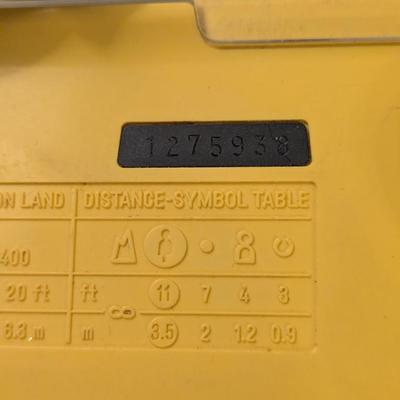 1275938
ON LAND DISTANCE-SYMBOL TABLE
400
20 ft ft 11 7 4 3
∞
6.3 m m 3.5 2 1.2 0.9